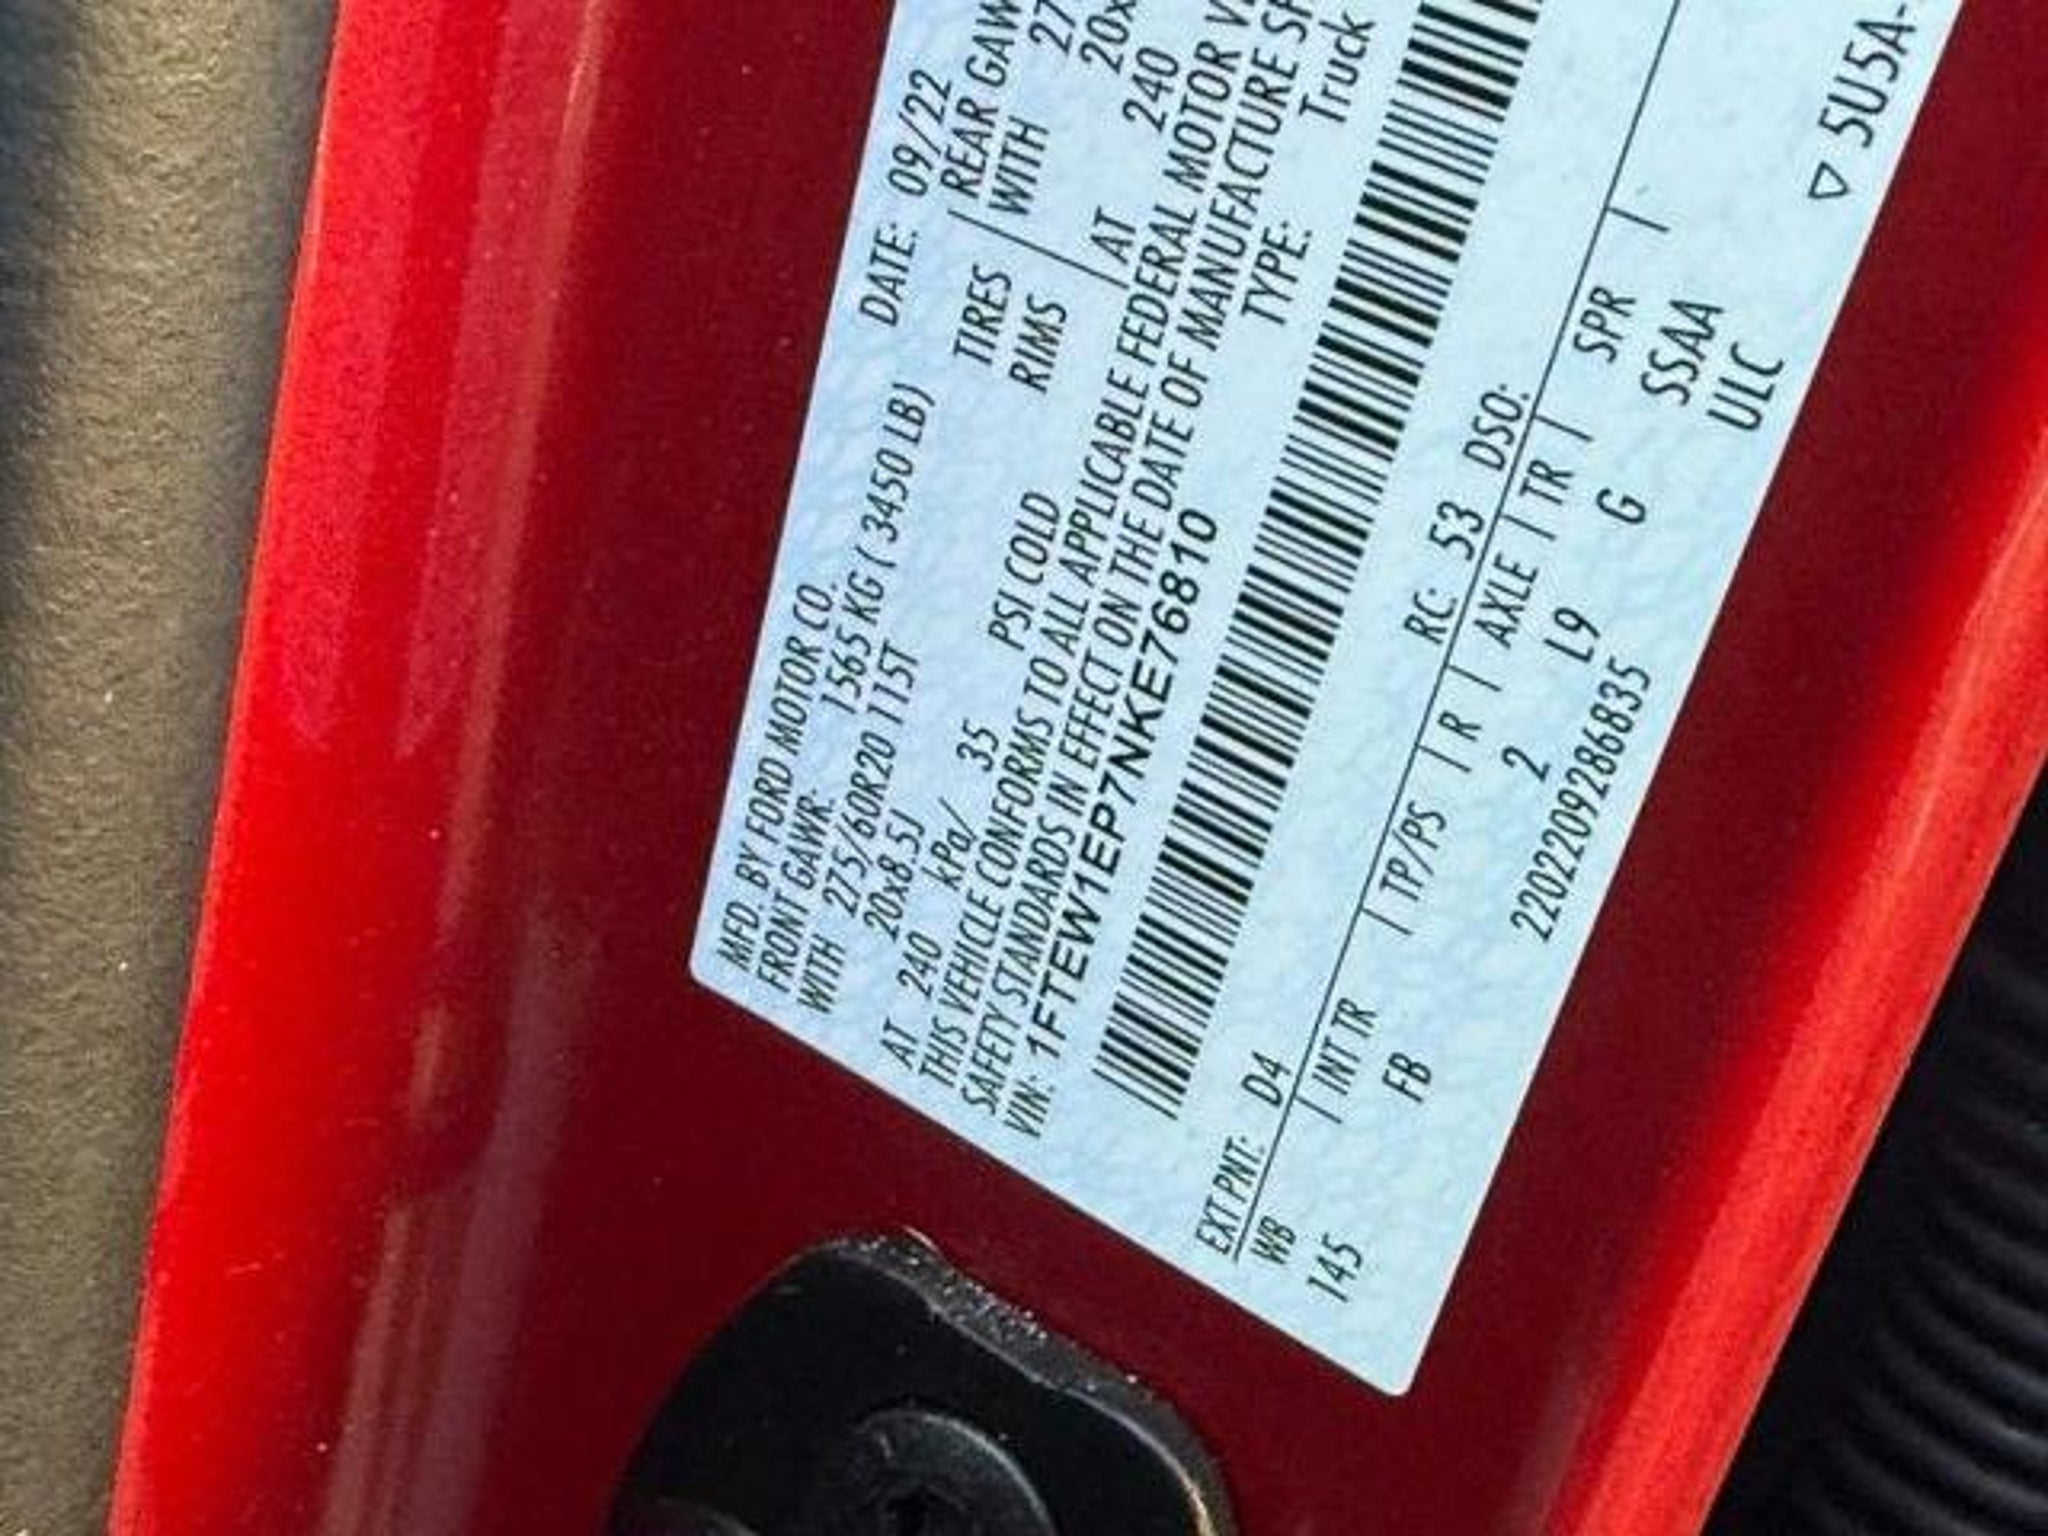 MFD. BY FORD MOTOR CO.
DATE: 09/22
FRONT GAWR: 1565 KG ( 3450 LB)
REAR GAW
WITH 275/60R20 115T
TIRES
WITH 27
20x8.5J
RIMS
20x
AT 240 kPa/ 35 PSI COLD
AT 240
THIS VEHICLE CONFORMS TO ALL APPLICABLE FEDERAL MOTOR
SAFETY STANDARDS IN EFFECT ON THE DATE OF MANUFACTURE
VIN: 1FTEW1EP7NKE76810
TYPE: Truck
EXT PNT: D4
RC: 53 DSO:
WB | INT TR | TP/PS | R | AXLE | TR | SPR |
145 FB 2 L9 G SSAA
2202209286835 ULC
▽ 5U5A-